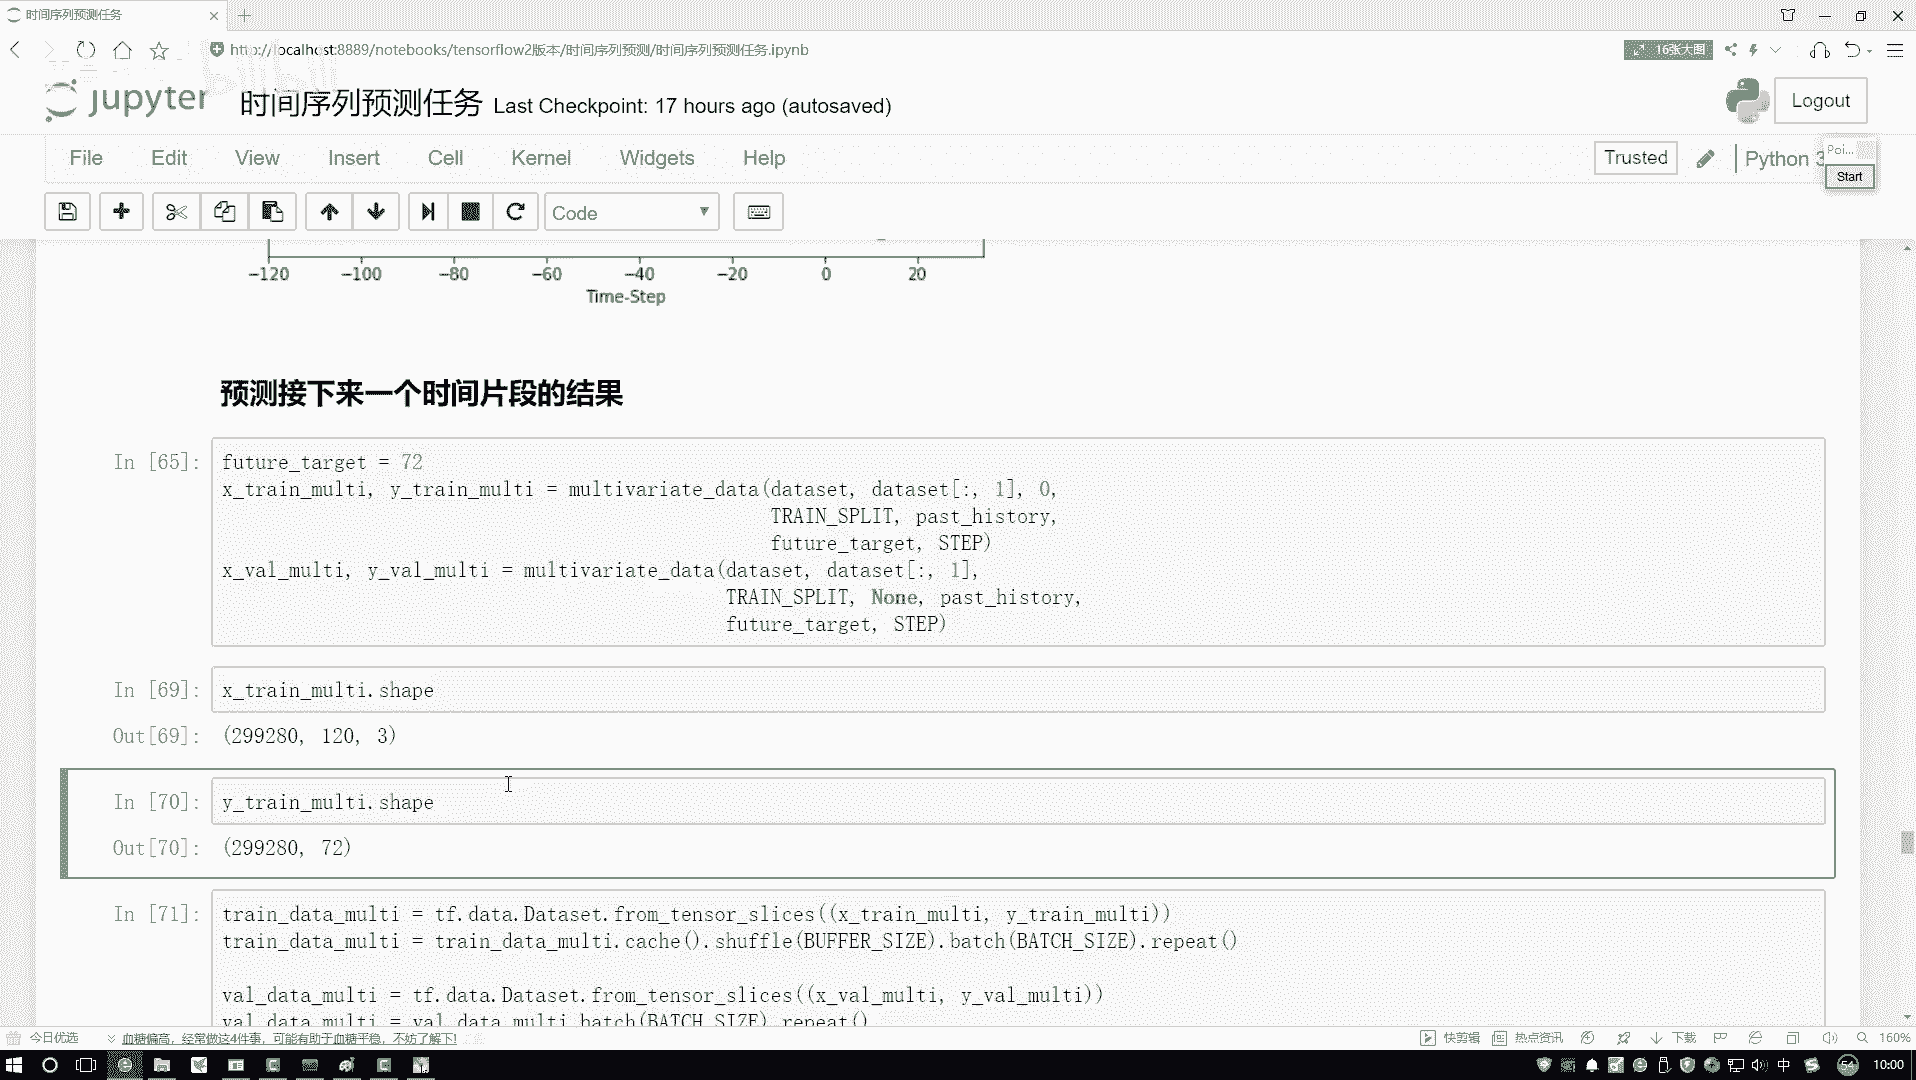 时间序列预测任务
http://localhost:8889/notebooks/tensorflow2版本/时间序列预测/时间序列预测任务.ipynb
16张大图
jupyter 时间序列预测任务 Last Checkpoint: 17 hours ago (autosaved)
Logout
File Edit View Insert Cell Kernel Widgets Help
Trusted
Python 3
Poi...
Start
Code
−120 −100 −80 −60 −40 −20 0 20
Time-Step
预测接下来一个时间片段的结果
In [65]: future_target = 72
x_train_multi, y_train_multi = multivariate_data(dataset, dataset[:, 1], 0,
TRAIN_SPLIT, past_history,
future_target, STEP)
x_val_multi, y_val_multi = multivariate_data(dataset, dataset[:, 1],
TRAIN_SPLIT, None, past_history,
future_target, STEP)
In [69]: x_train_multi.shape
Out[69]: (299280, 120, 3)
In [70]: y_train_multi.shape
Out[70]: (299280, 72)
In [71]: train_data_multi = tf.data.Dataset.from_tensor_slices((x_train_multi, y_train_multi))
train_data_multi = train_data_multi.cache().shuffle(BUFFER_SIZE).batch(BATCH_SIZE).repeat()
val_data_multi = tf.data.Dataset.from_tensor_slices((x_val_multi, y_val_multi))
val_data_multi = val_data_multi.batch(BATCH_SIZE).repeat()
今日优选 血糖偏高，经常做这4件事，可能有助于血糖平稳，不妨了解下! 快剪辑 热点资讯 下载 160%
中 54 10:00